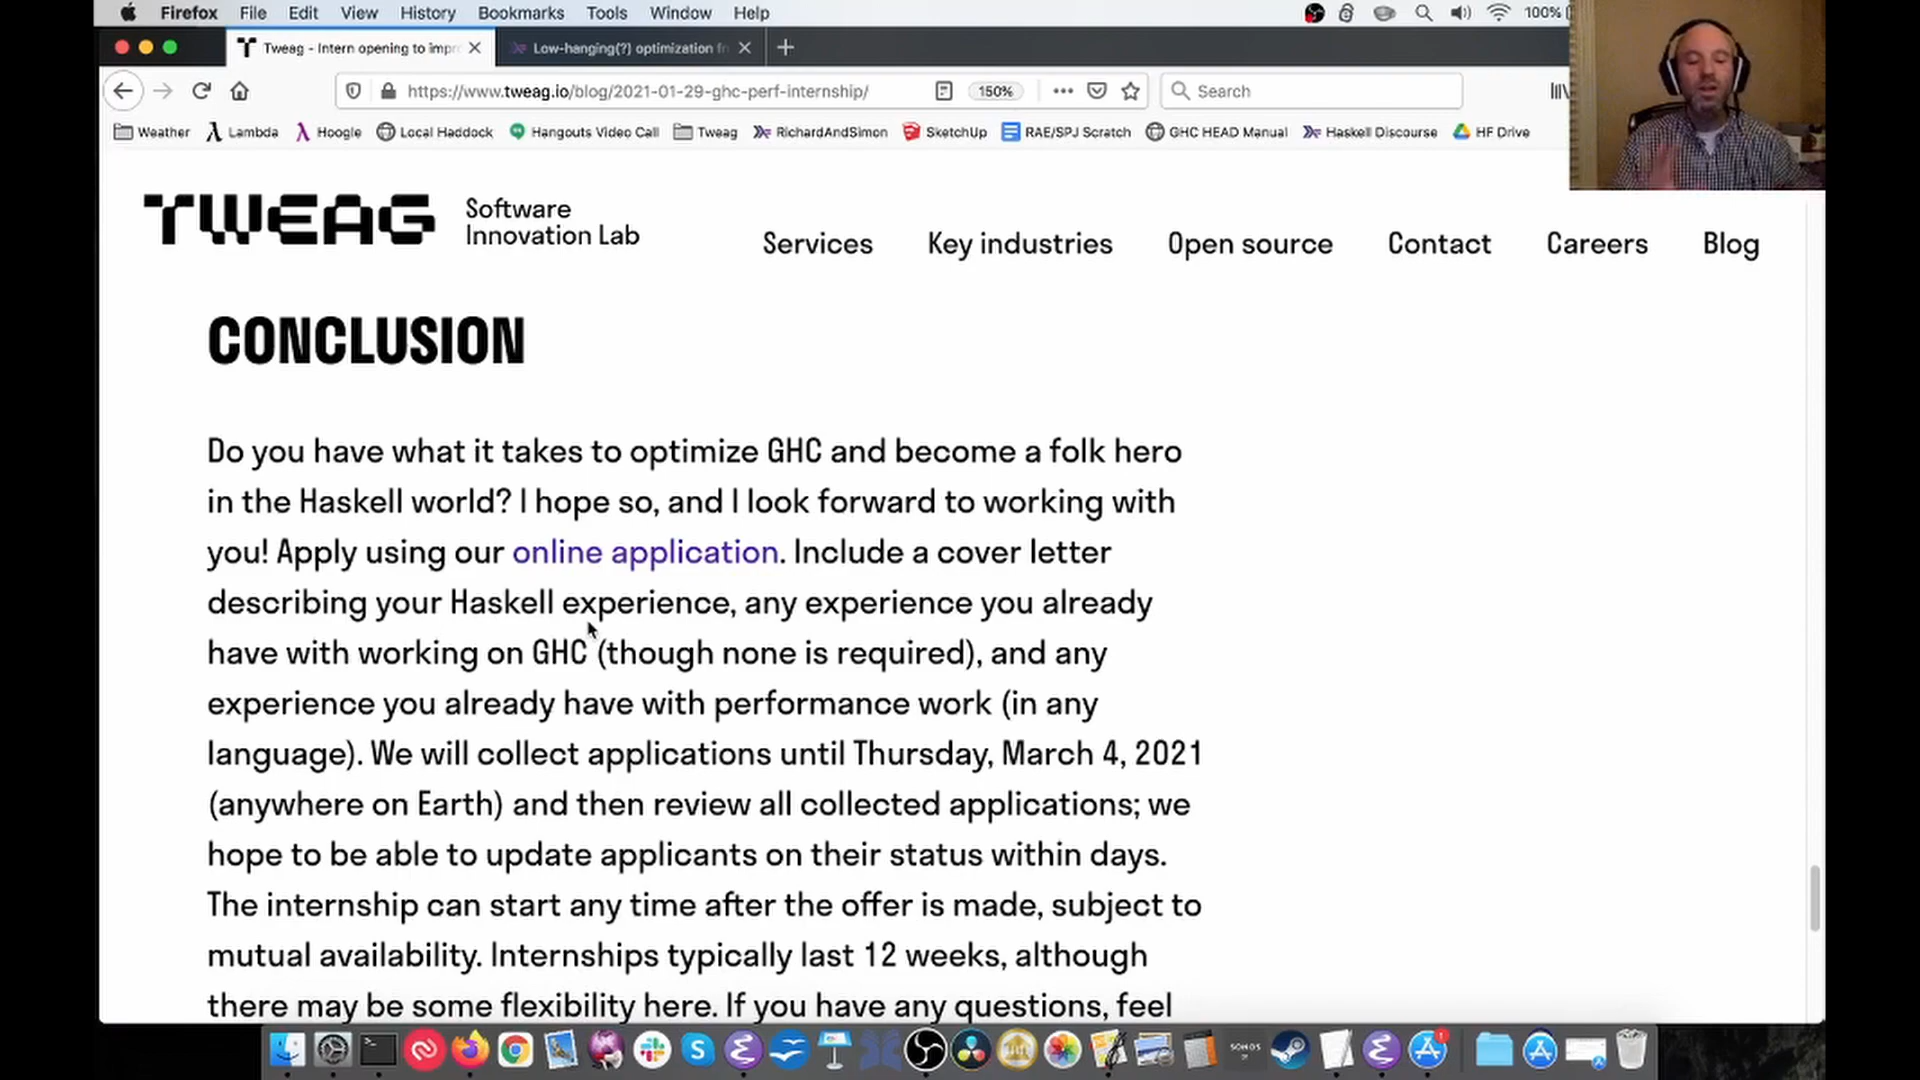 Firefox File Edit View History Bookmarks Tools Window Help 100%
Tweag - Intern opening to impr
Low-hanging(?) optimization fr
https://www.tweag.io/blog/2021-01-29-ghc-perf-internship/ 150% Search
Weather Lambda Hoogle Local Haddock Hangouts Video Call Tweag RichardAndSimon SketchUp RAE/SPJ Scratch GHC HEAD Manual Haskell Discourse HF Drive
TWEAG Software
Innovation Lab
Services Key industries Open source Contact Careers Blog
CONCLUSION
Do you have what it takes to optimize GHC and become a folk hero
in the Haskell world? I hope so, and I look forward to working with
you! Apply using our online application. Include a cover letter
describing your Haskell experience, any experience you already
have with working on GHC (though none is required), and any
experience you already have with performance work (in any
language). We will collect applications until Thursday, March 4, 2021
(anywhere on Earth) and then review all collected applications; we
hope to be able to update applicants on their status within days.
The internship can start any time after the offer is made, subject to
mutual availability. Internships typically last 12 weeks, although
there may be some flexibility here. If you have any questions, feel
SONOS